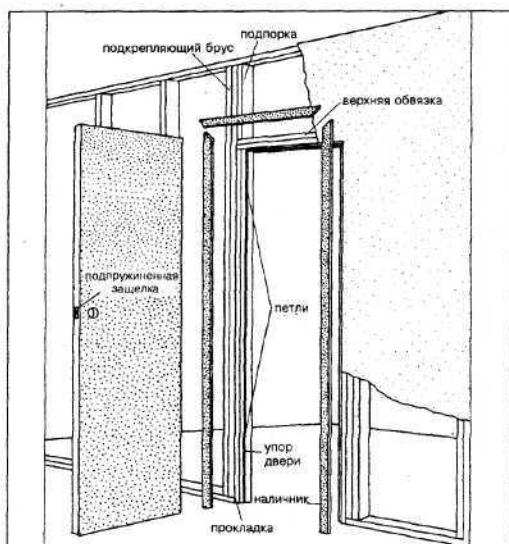 подпорка
подкрепляющий брус
верхняя обвязка
подпружиненная
защелка
петли
упор
двери
наличник
прокладка